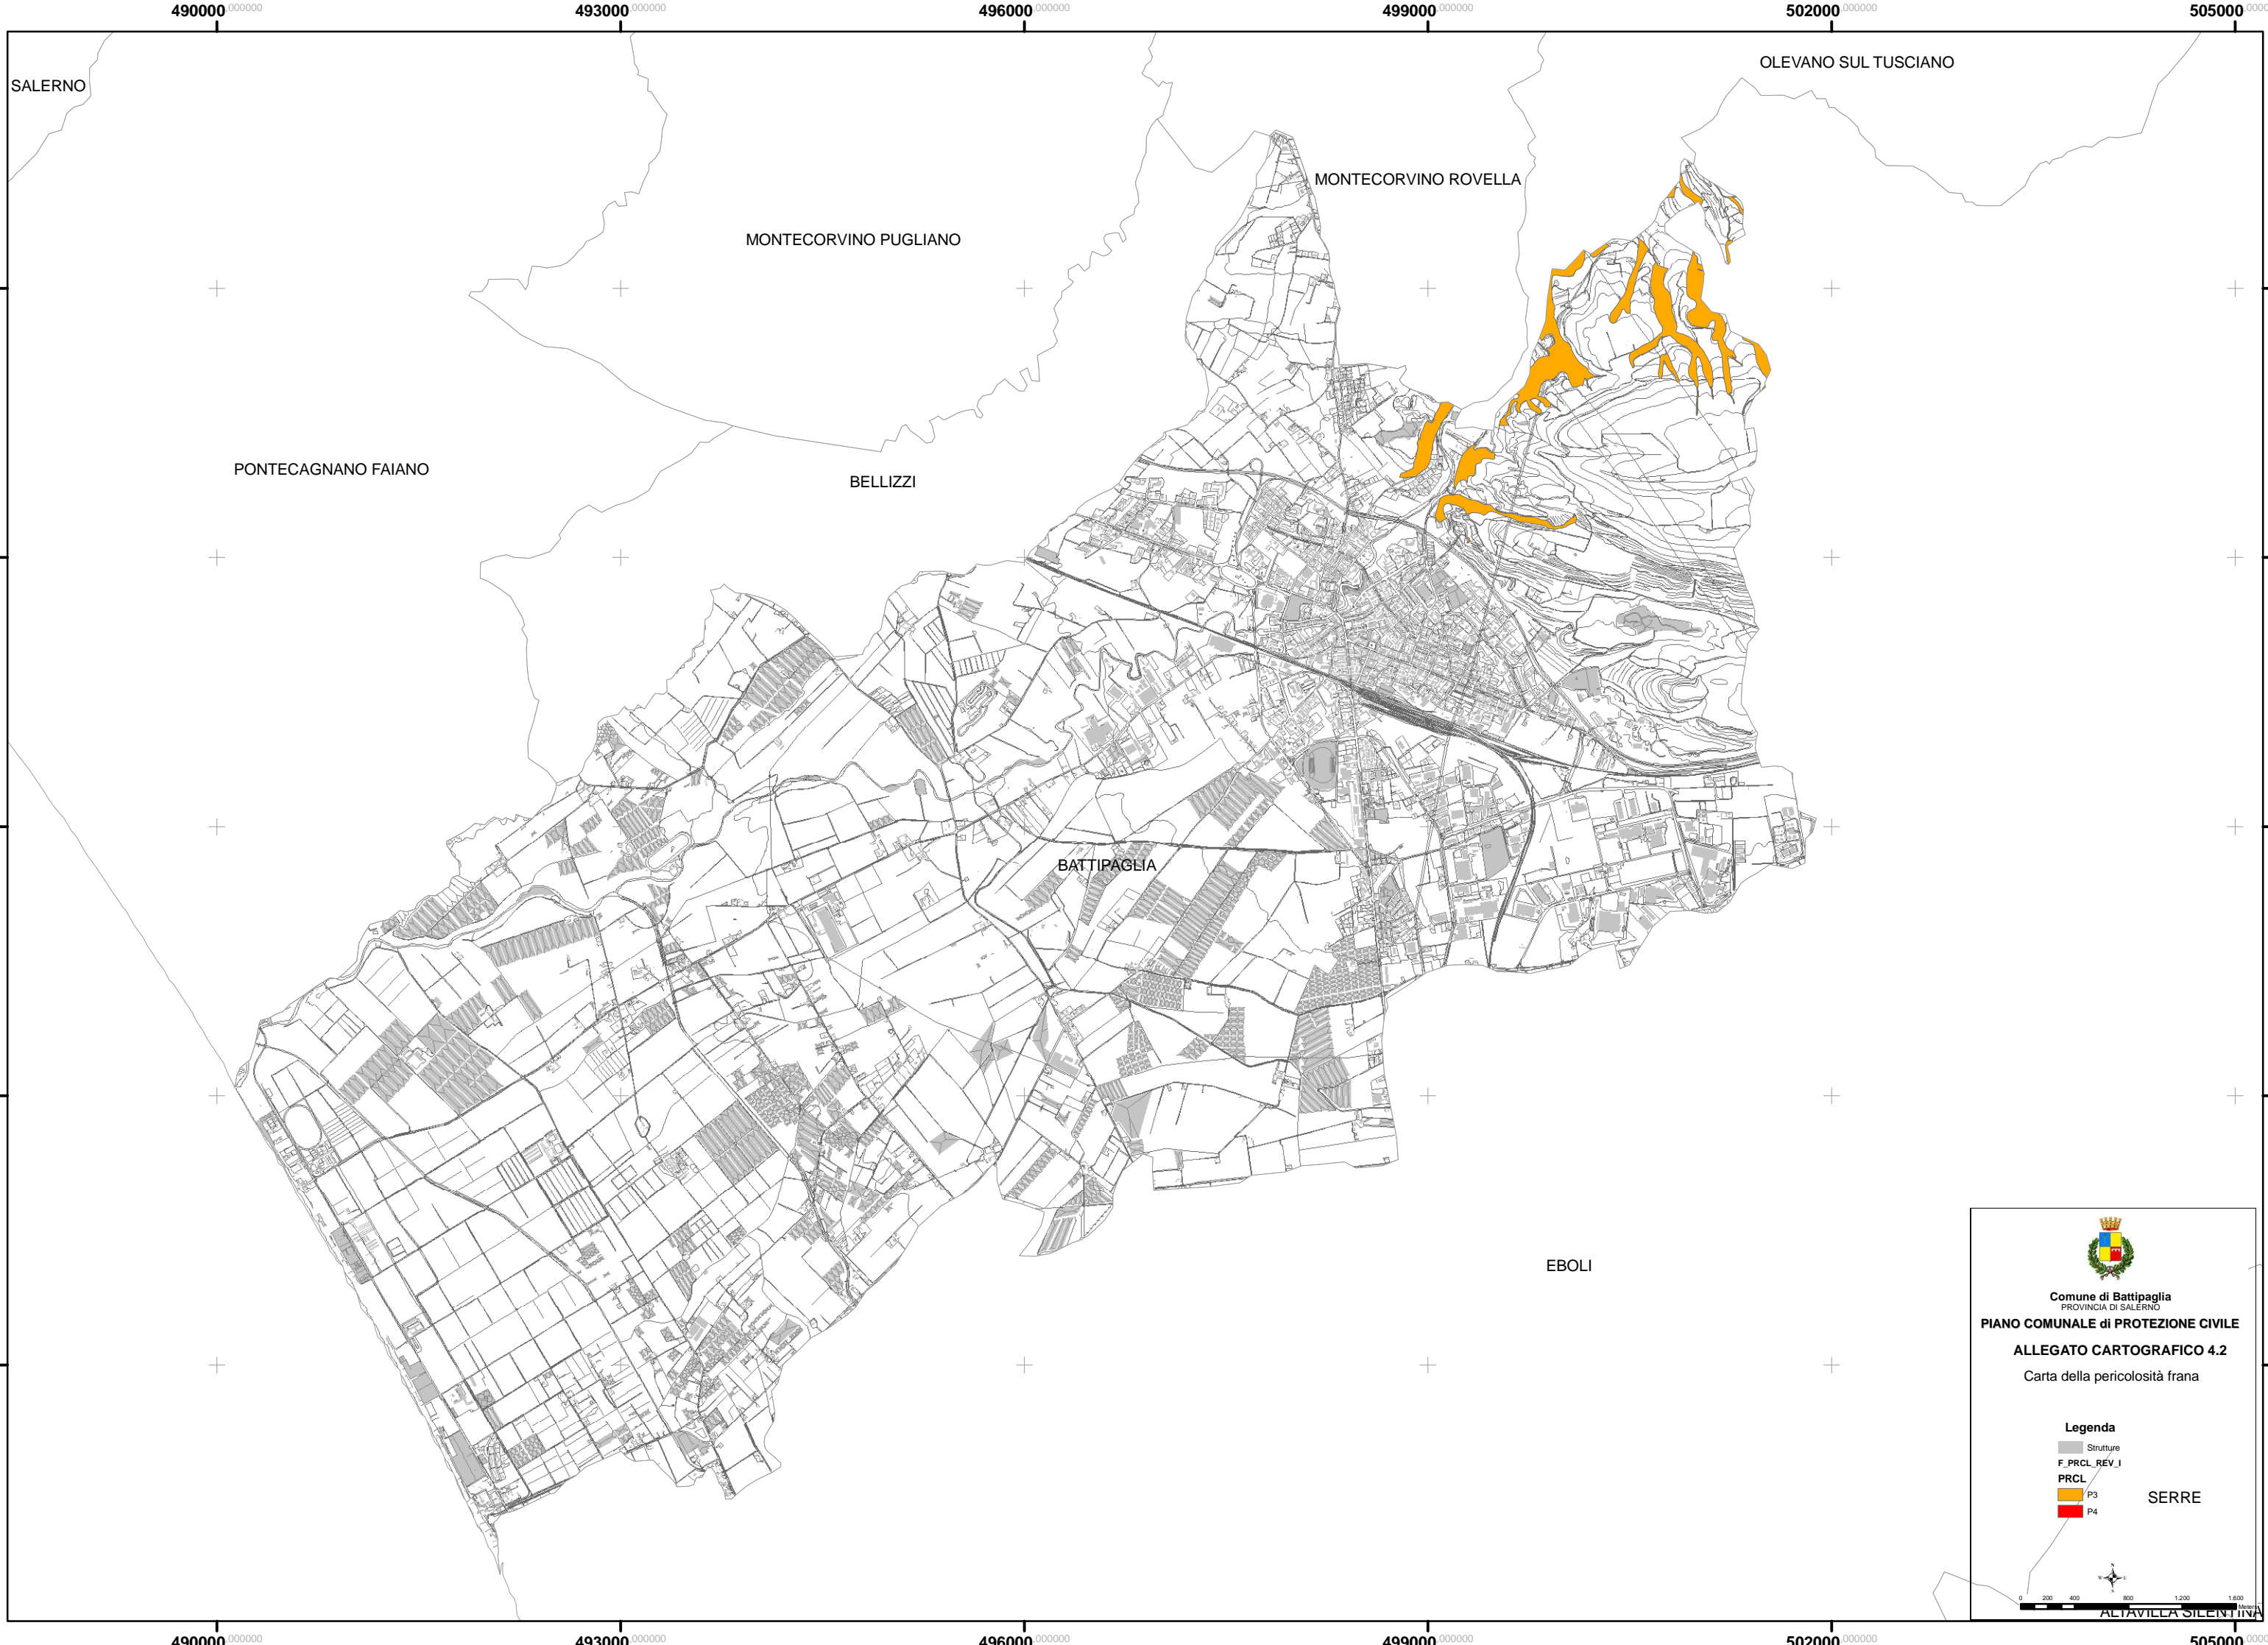 490000.000000 493000.000000 496000.000000 499000.000000 502000.000000 505000.0000
SALERNO
OLEVANO SUL TUSCIANO
MONTECORVINO ROVELLA
MONTECORVINO PUGLIANO
PONTECAGNANO FAIANO
BELLIZZI
BATTIPAGLIA
EBOLI
Comune di Battipaglia
PROVINCIA DI SALERNO
PIANO COMUNALE di PROTEZIONE CIVILE
ALLEGATO CARTOGRAFICO 4.2
Carta della pericolosità frana
Legenda
Strutture
F_PRCL_REV_I
PRCL
P3
SERRE
P4
N
W E
S
0 200 400 800 1.200 1.600
Meters
ALTAVILLA SILENTINA
490000.000000 493000.000000 496000.000000 499000.000000 502000.000000 505000.0000